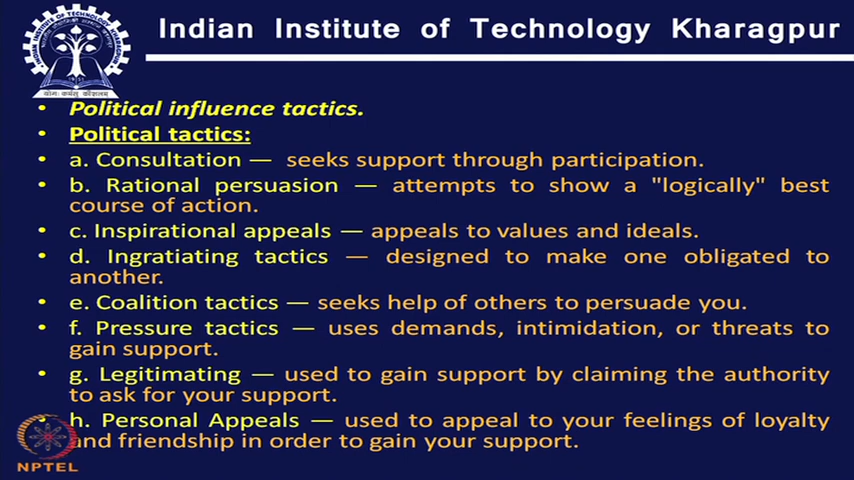 Indian Institute of Technology Kharagpur
• Political influence tactics.
• Political tactics:
• a. Consultation — seeks support through participation.
• b. Rational persuasion — attempts to show a "logically" best
course of action.
• c. Inspirational appeals — appeals to values and ideals.
• d. Ingratiating tactics — designed to make one obligated to
another.
• e. Coalition tactics — seeks help of others to persuade you.
• f. Pressure tactics — uses demands, intimidation, or threats to
gain support.
• g. Legitimating — used to gain support by claiming the authority
to ask for your support.
• h. Personal Appeals — used to appeal to your feelings of loyalty
and friendship in order to gain your support.
NPTEL